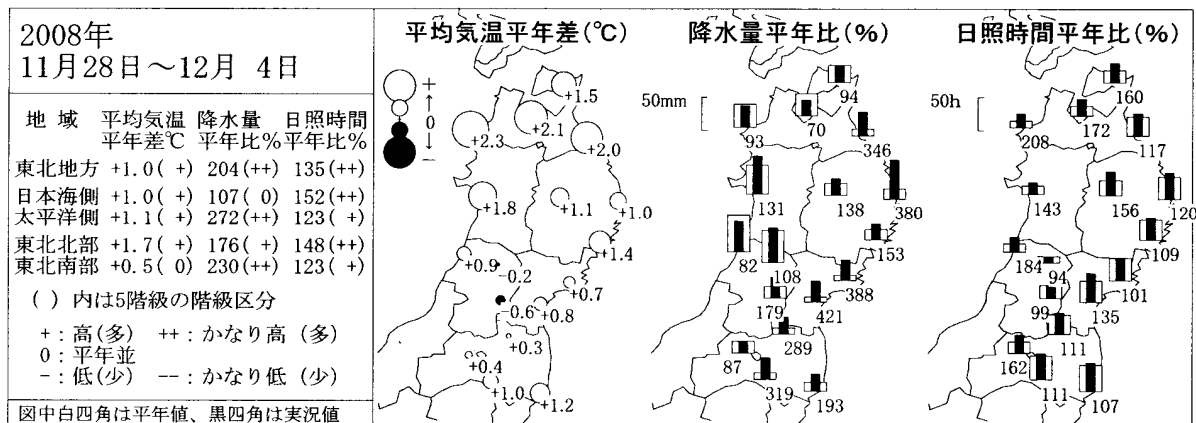 2008年
11月28日～12月 4日
地 域 平均気温 降水量 日照時間
平年差℃ 平年比% 平年比%
東北地方 +1.0( +) 204(++) 135(++)
日本海側 +1.0( +) 107( 0) 152(++)
太平洋側 +1.1( +) 272(++) 123( +)
東北北部 +1.7( +) 176( +) 148(++)
東北南部 +0.5( 0) 230(++) 123( +)
( ) 内は5階級の階級区分
+：高(多) ++：かなり高 (多)
0：平年並
-：低(少) --：かなり低 (少)
図中白四角は平年値、黒四角は実況値
平均気温平年差(℃)
+
↑
0
↓
-
+1.5
+2.1
+2.3
+2.0
+1.8
+1.1
+1.0
+1.4
+0.9
-0.2
+0.7
-0.6
+0.8
+0.3
+0.4
+1.0
+1.2
降水量平年比(%)
50mm
94
93
70
346
131
138
380
153
82
108
388
179
421
289
87
319
193
日照時間平年比(%)
50h
160
208
172
117
143
156
120
109
184
94
101
99
135
111
162
111
107